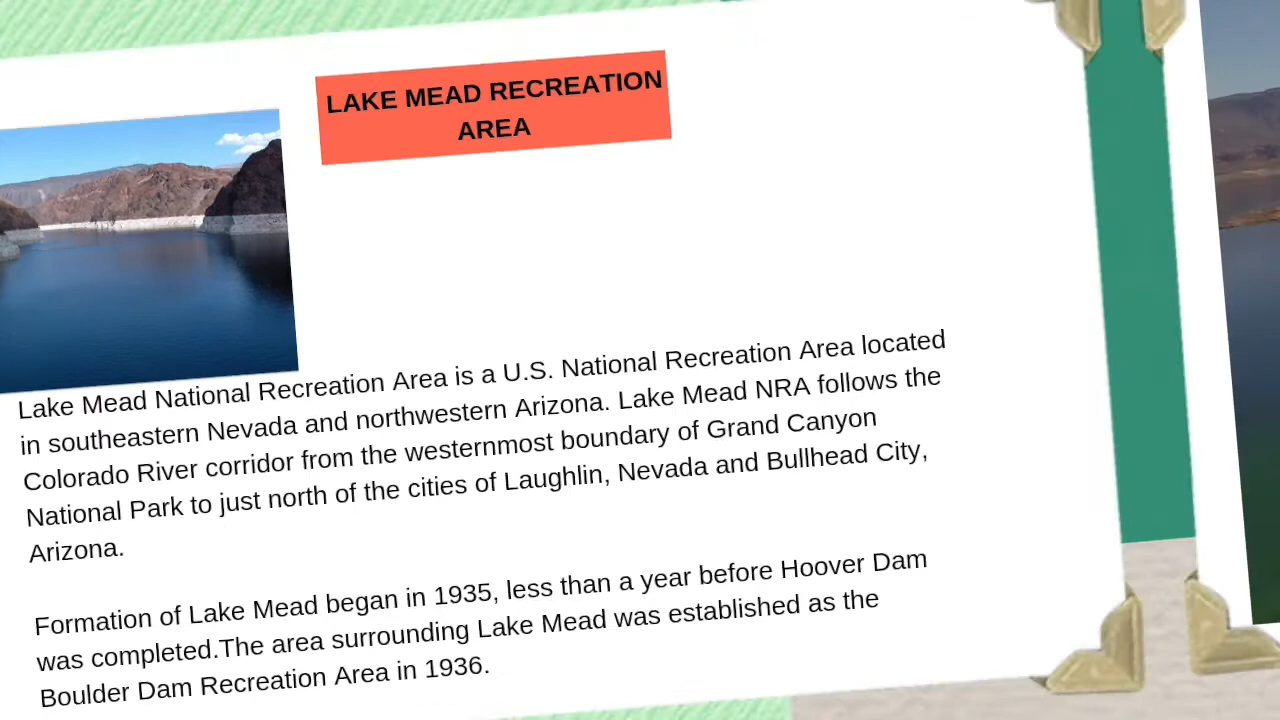 LAKE MEAD RECREATION
AREA
Lake Mead National Recreation Area is a U.S. National Recreation Area located
in southeastern Nevada and northwestern Arizona. Lake Mead NRA follows the
Colorado River corridor from the westernmost boundary of Grand Canyon
National Park to just north of the cities of Laughlin, Nevada and Bullhead City,
Arizona.
Formation of Lake Mead began in 1935, less than a year before Hoover Dam
was completed.The area surrounding Lake Mead was established as the
Boulder Dam Recreation Area in 1936.